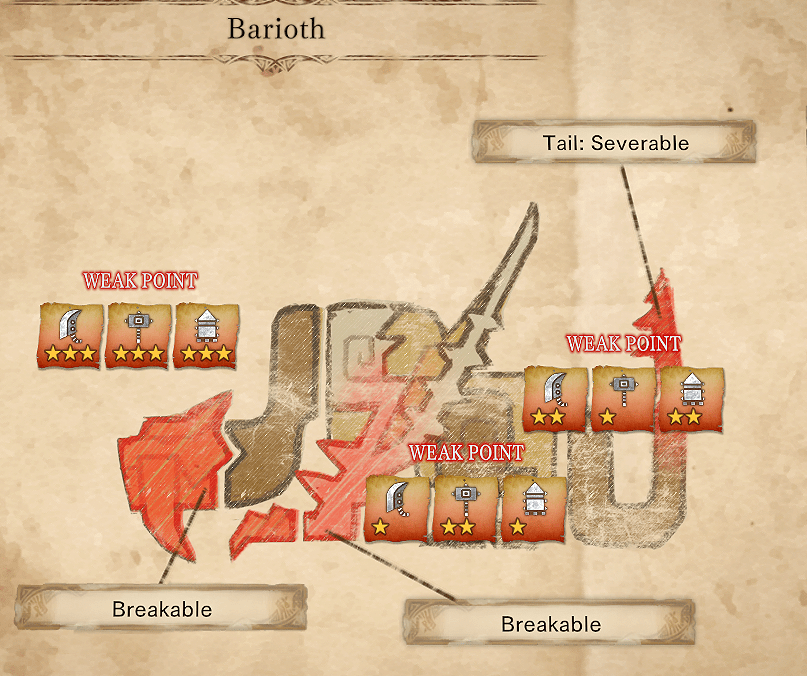 Barioth
Tail: Severable
WEAK POINT
WEAK POINT
WEAK POINT
Breakable
Breakable